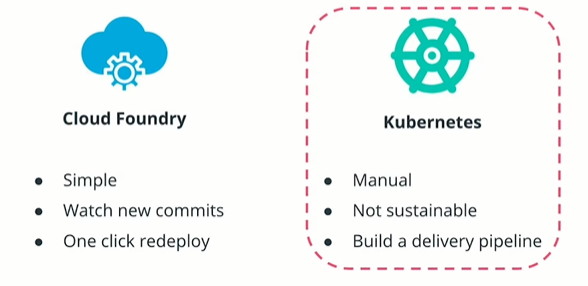 Cloud Foundry
• Simple
• Watch new commits
• One click redeploy
Kubernetes
• Manual
• Not sustainable
• Build a delivery pipeline